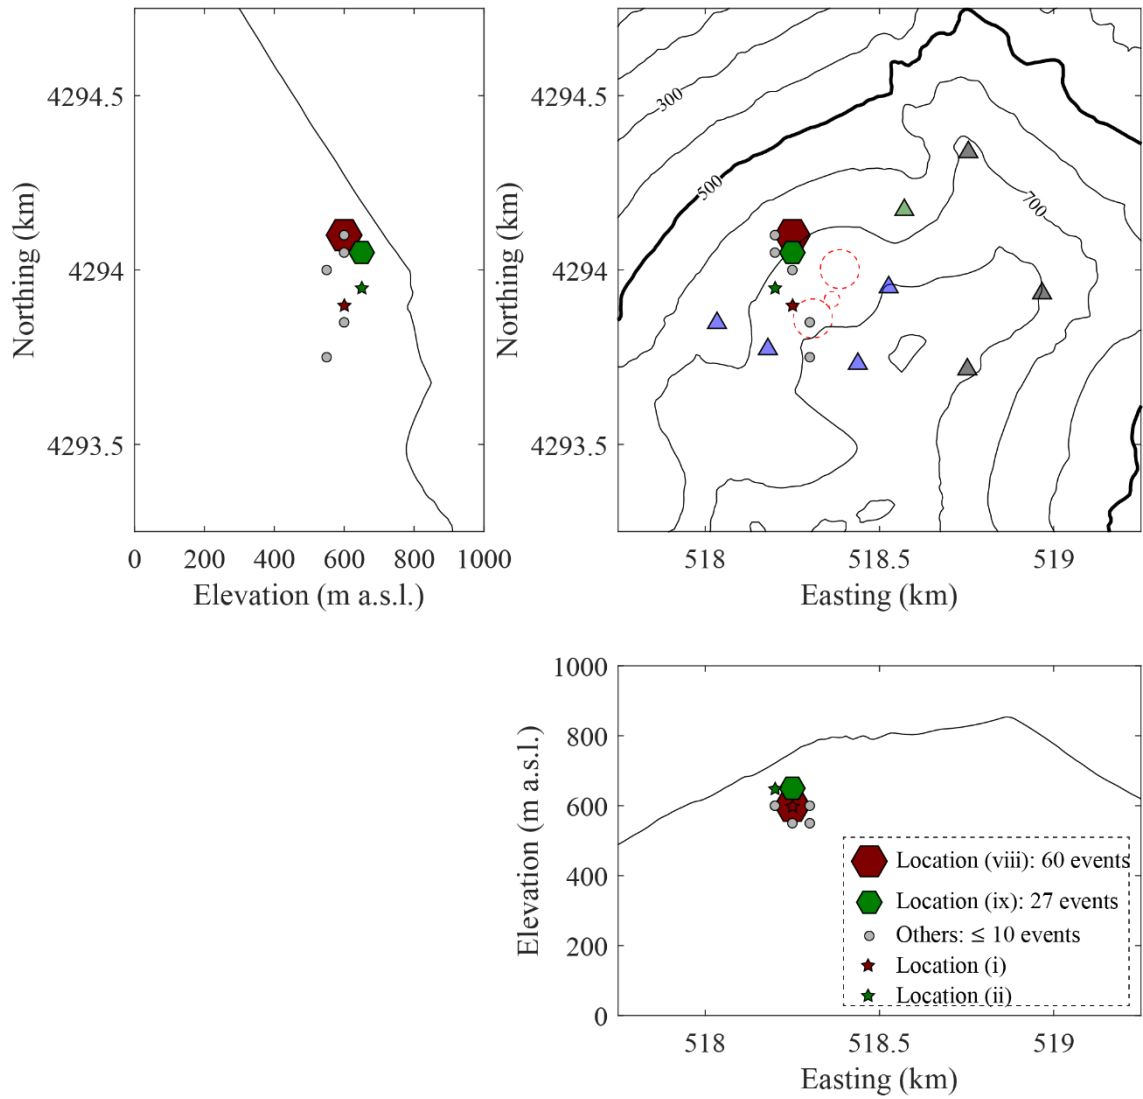 4294.5
4294
4293.5
Northing (km)
0 200 400 600 800 1000
Elevation (m a.s.l.)
4294.5
4294
4293.5
Northing (km)
300
500
700
518 518.5 519
Easting (km)
1000
800
600
400
200
0
Elevation (m a.s.l.)
Location (viii): 60 events
Location (ix): 27 events
Others: ≤ 10 events
Location (i)
Location (ii)
518 518.5 519
Easting (km)